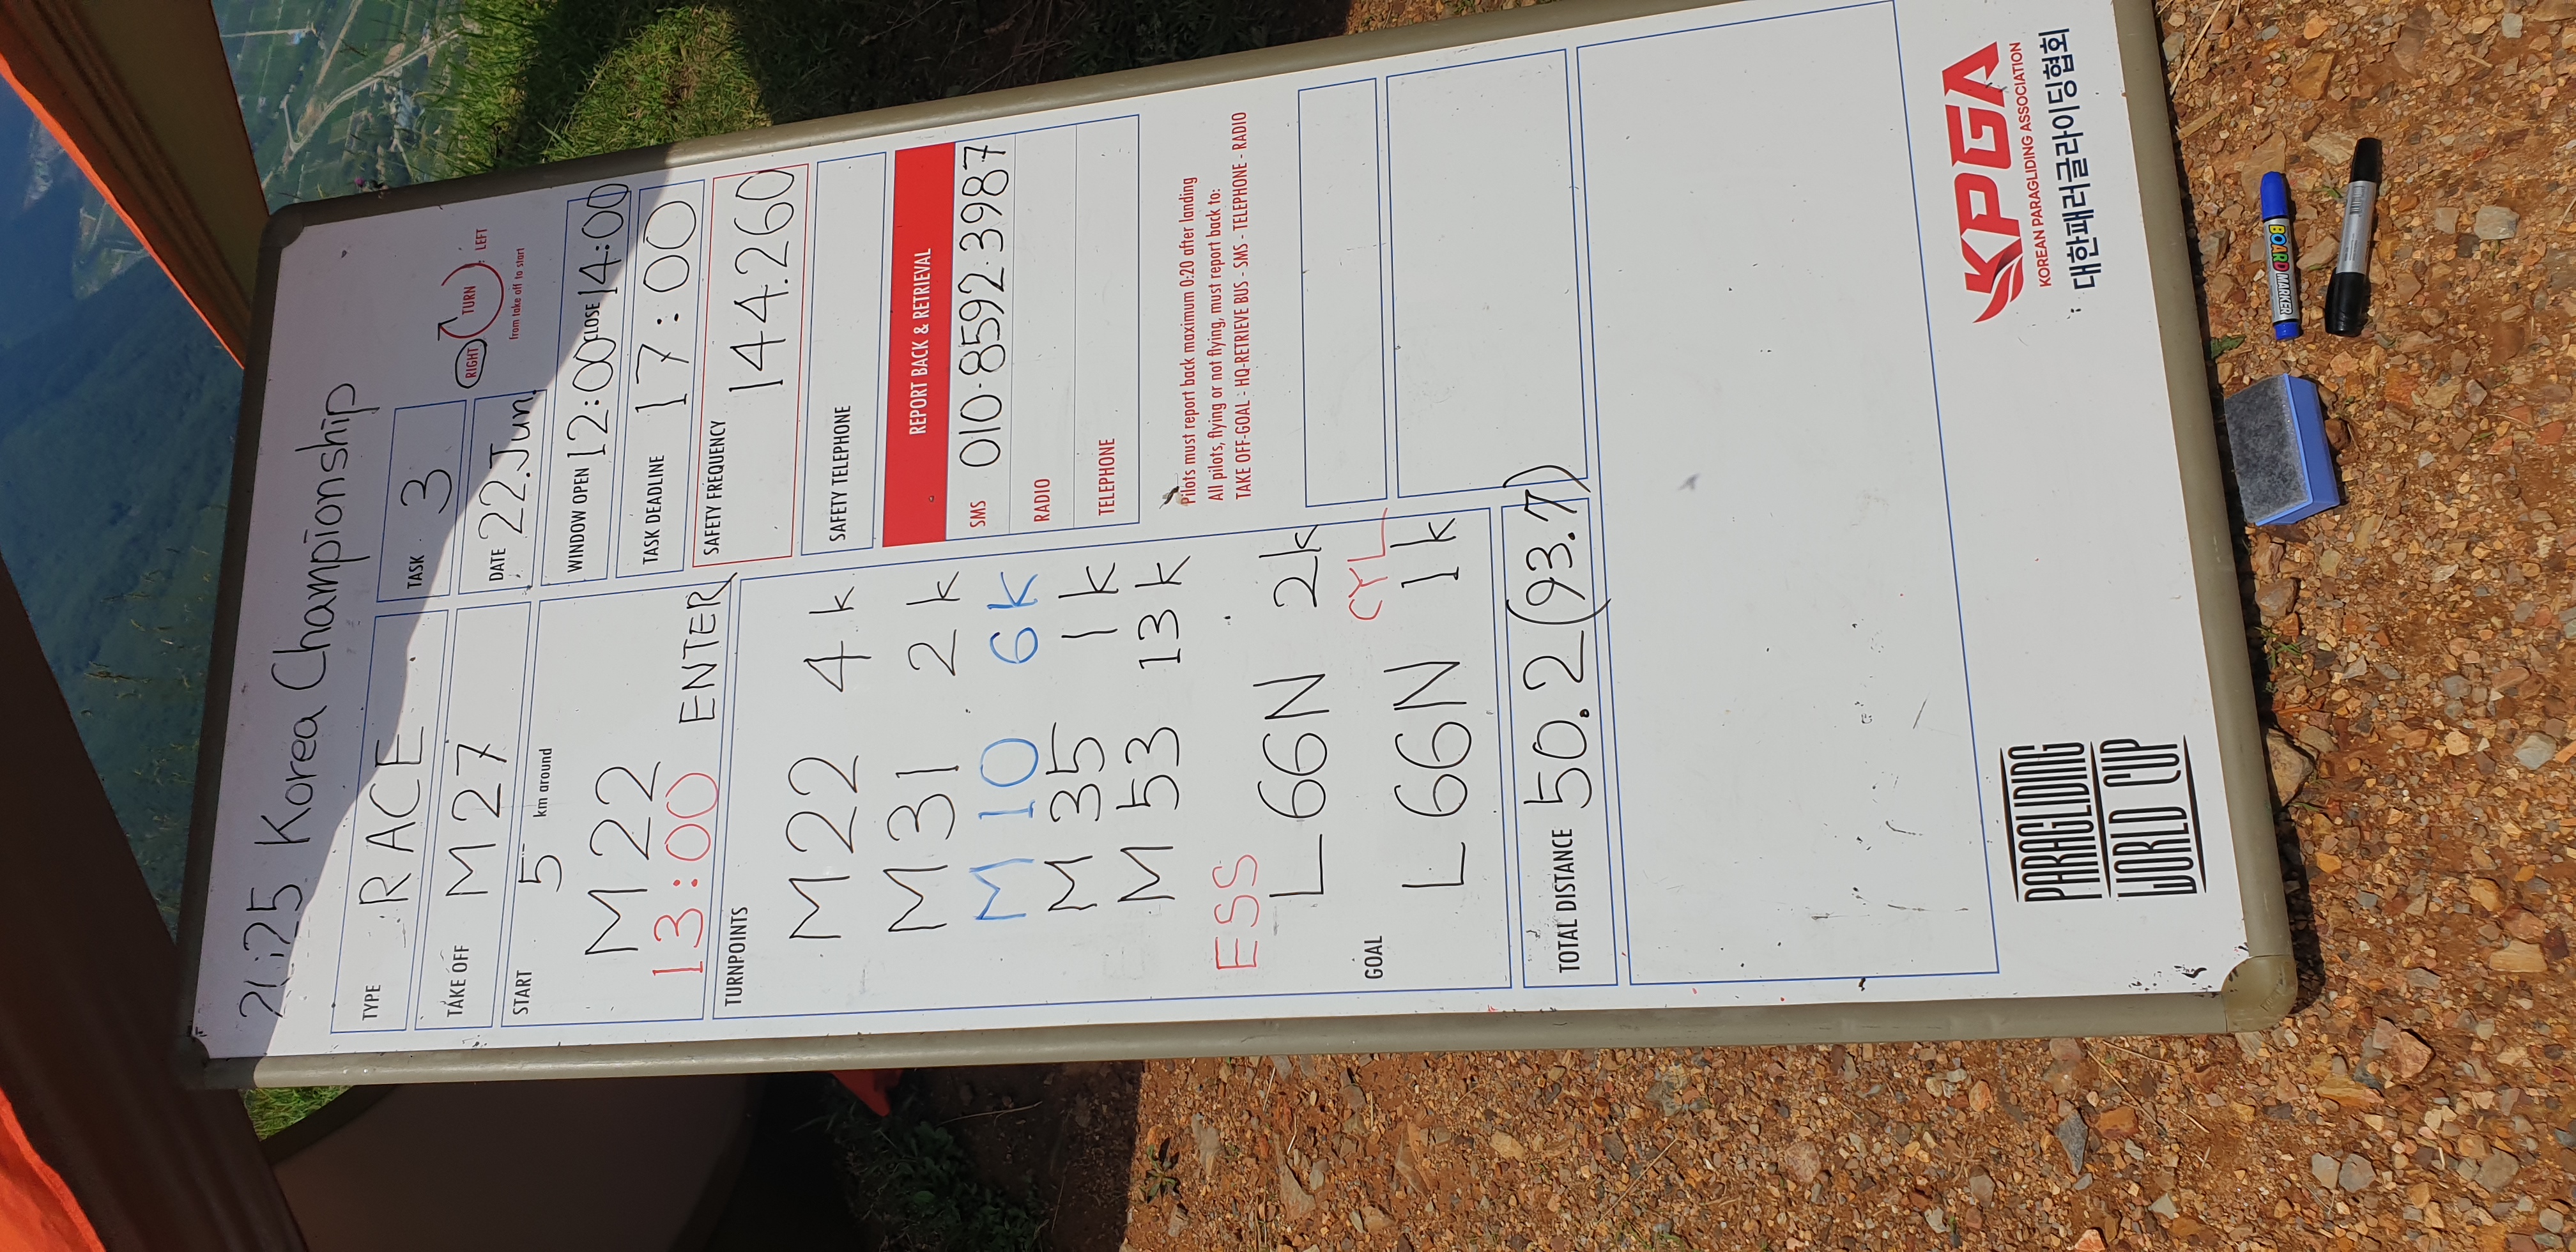 2025 Korea Championship
TYPE RACE
TASK 3
TAKE OFF M27
DATE 22.Jun.
RIGHT TURN LEFT
from take off to start
START 5 km around
M22
13:00 ENTER
WINDOW OPEN 12:00 CLOSE 14:00
TASK DEADLINE 17:00
SAFETY FREQUENCY
144.260
SAFETY TELEPHONE
REPORT BACK & RETRIEVAL
SMS 010-8592-3987
RADIO
TELEPHONE
Pilots must report back maximum 0:20 after landing
All pilots, flying or not flying, must report back to:
TAKE OFF-GOAL - HQ-RETRIEVE BUS - SMS - TELEPHONE - RADIO
TURNPOINTS
M22 4k
M31 2k
M10 6k
M35 1k
M53 13k
ESS
L66N 2k
GOAL CYL
L66N 1k
TOTAL DISTANCE 50.2 (93.7)
PARAGLIDING
WORLD CUP
KPGA
KOREAN PARAGLIDING ASSOCIATION
대한패러글라이딩협회
BOARD MARKER